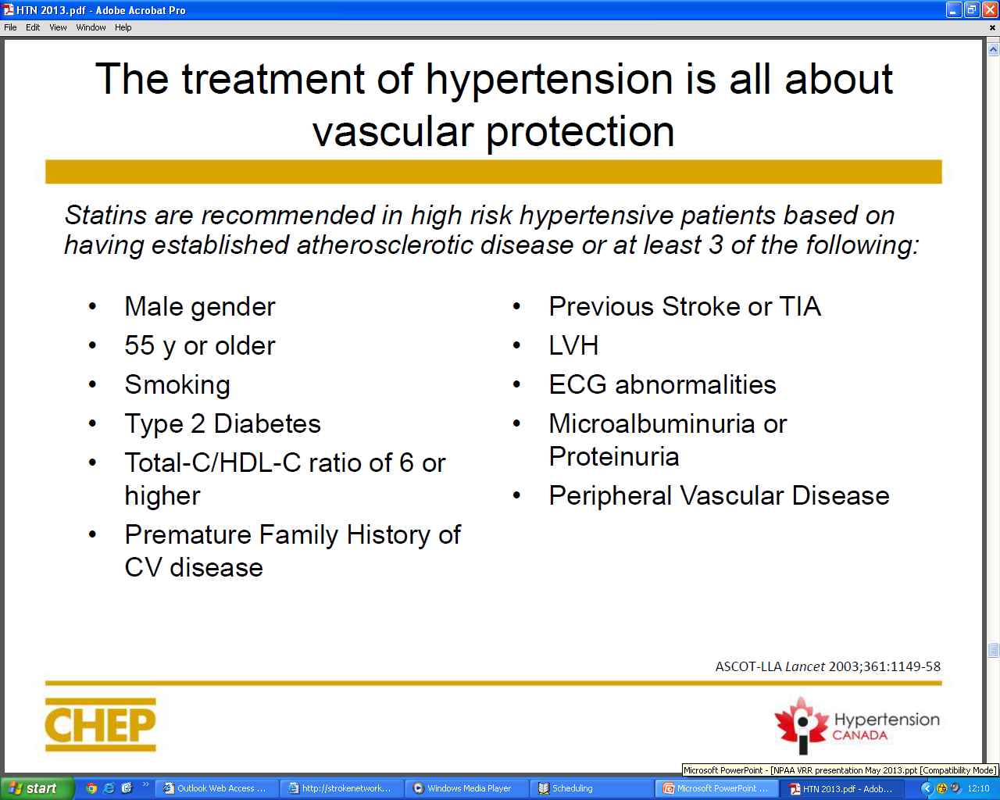 HTN 2013.pdf - Adobe Acrobat Pro
File Edit View Window Help
The treatment of hypertension is all about
vascular protection
Statins are recommended in high risk hypertensive patients based on
having established atherosclerotic disease or at least 3 of the following:
• Male gender
• 55 y or older
• Smoking
• Type 2 Diabetes
• Total-C/HDL-C ratio of 6 or
higher
• Premature Family History of
CV disease
• Previous Stroke or TIA
• LVH
• ECG abnormalities
• Microalbuminuria or
Proteinuria
• Peripheral Vascular Disease
ASCOT-LLA Lancet 2003;361:1149-58
CHEP
Hypertension
CANADA
Microsoft PowerPoint - [NPAA VRR presentation May 2013.ppt [Compatibility Mode]
start Outlook Web Access ... http://strokenetwork... Windows Media Player Scheduling Microsoft PowerPoint ... HTN 2013.pdf - Adob... 12:10